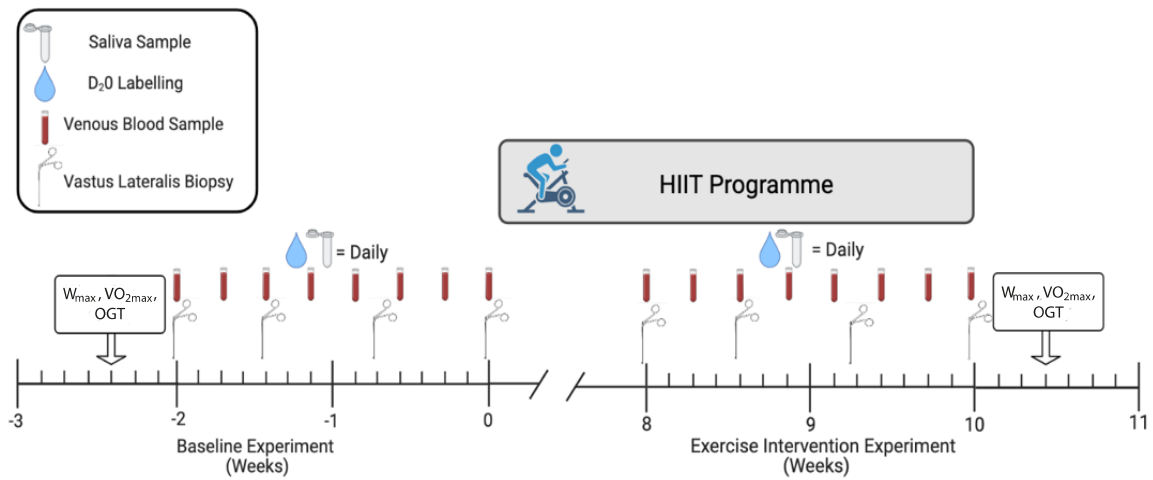 Saliva Sample
D₂0 Labelling
Venous Blood Sample
Vastus Lateralis Biopsy
HIIT Programme
= Daily
= Daily
Wmax, VO2max,
OGT
Wmax, VO2max,
OGT
-3 -2 -1 0 8 9 10 11
Baseline Experiment
(Weeks)
Exercise Intervention Experiment
(Weeks)